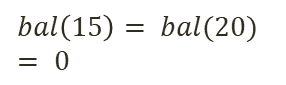 bal(15) = bal(20)
= 0